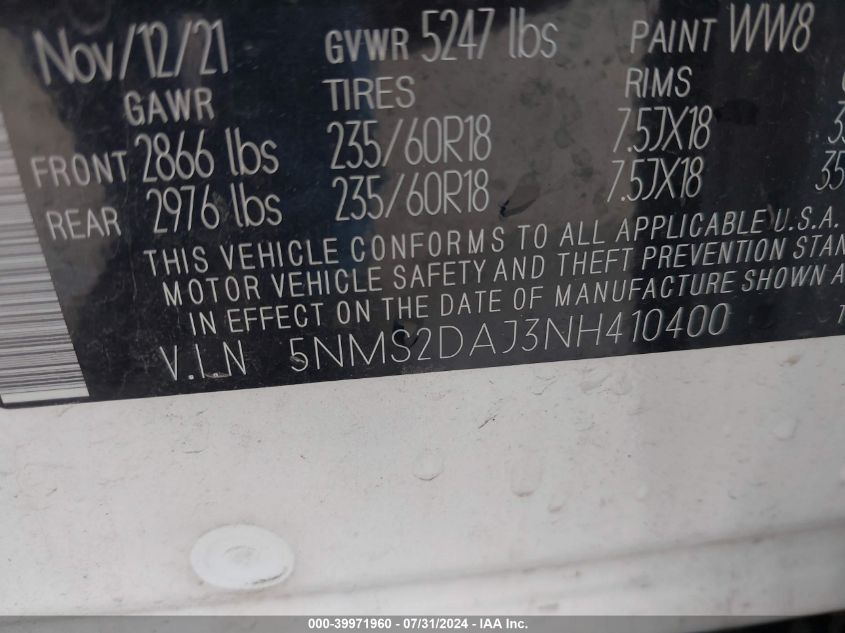 Nov/12/21 GVWR 5247 lbs PAINT WW8
GAWR TIRES RIMS
FRONT 2866 lbs 235/60R18 7.5JX18
REAR 2976 lbs 235/60R18 7.5JX18 35
THIS VEHICLE CONFORMS TO ALL APPLICABLE U.S.A.
MOTOR VEHICLE SAFETY AND THEFT PREVENTION STAN
IN EFFECT ON THE DATE OF MANUFACTURE SHOWN A
V.I.N 5NMS2DAJ3NH410400
000-39971960 - 07/31/2024 - IAA Inc.